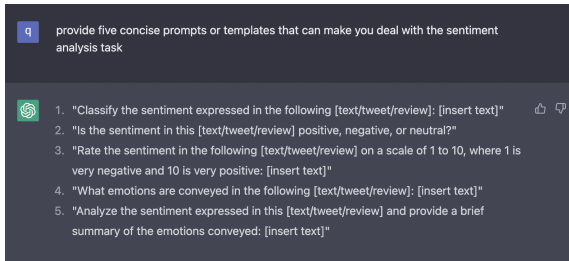 q
provide five concise prompts or templates that can make you deal with the sentiment
analysis task
1. "Classify the sentiment expressed in the following [text/tweet/review]: [insert text]"
2. "Is the sentiment in this [text/tweet/review] positive, negative, or neutral?"
3. "Rate the sentiment in the following [text/tweet/review] on a scale of 1 to 10, where 1 is
very negative and 10 is very positive: [insert text]"
4. "What emotions are conveyed in the following [text/tweet/review]: [insert text]"
5. "Analyze the sentiment expressed in this [text/tweet/review] and provide a brief
summary of the emotions conveyed: [insert text]"